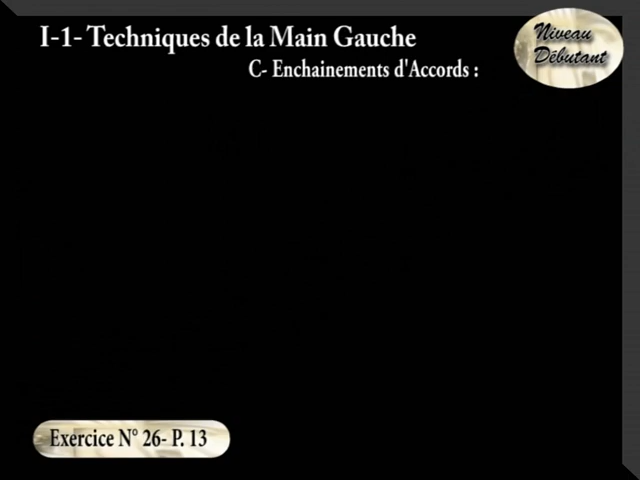 I-1- Techniques de la Main Gauche
C- Enchainements d'Accords :
Niveau
Débutant
Exercice N° 26- P. 13